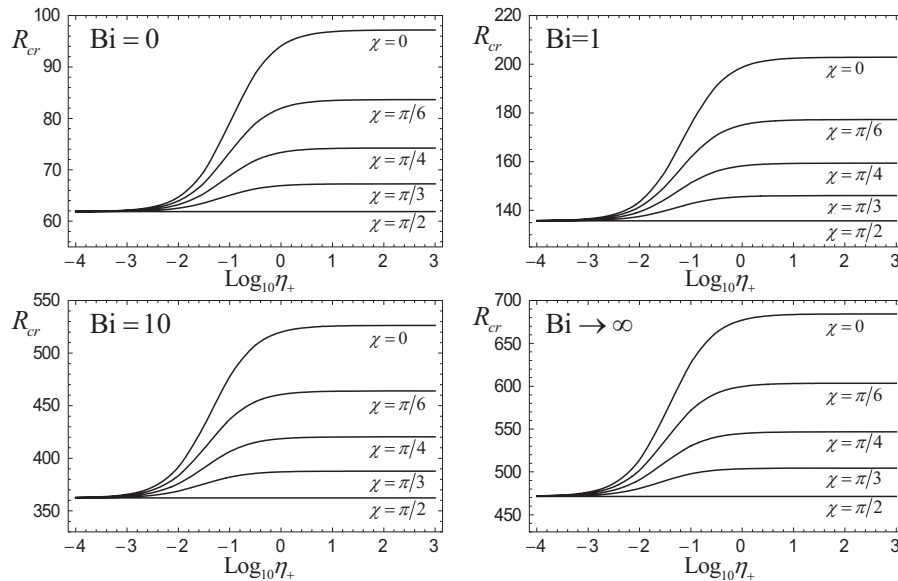 R_cr Bi = 0
100
90
80
70
60
χ = 0
χ = π/6
χ = π/4
χ = π/3
χ = π/2
−4 −3 −2 −1 0 1 2 3
Log₁₀η₊
R_cr Bi=1
220
200
180
160
140
χ = 0
χ = π/6
χ = π/4
χ = π/3
χ = π/2
−4 −3 −2 −1 0 1 2 3
Log₁₀η₊
R_cr Bi = 10
550
500
450
400
350
χ = 0
χ = π/6
χ = π/4
χ = π/3
χ = π/2
−4 −3 −2 −1 0 1 2 3
Log₁₀η₊
R_cr Bi → ∞
700
650
600
550
500
450
χ = 0
χ = π/6
χ = π/4
χ = π/3
χ = π/2
−4 −3 −2 −1 0 1 2 3
Log₁₀η₊